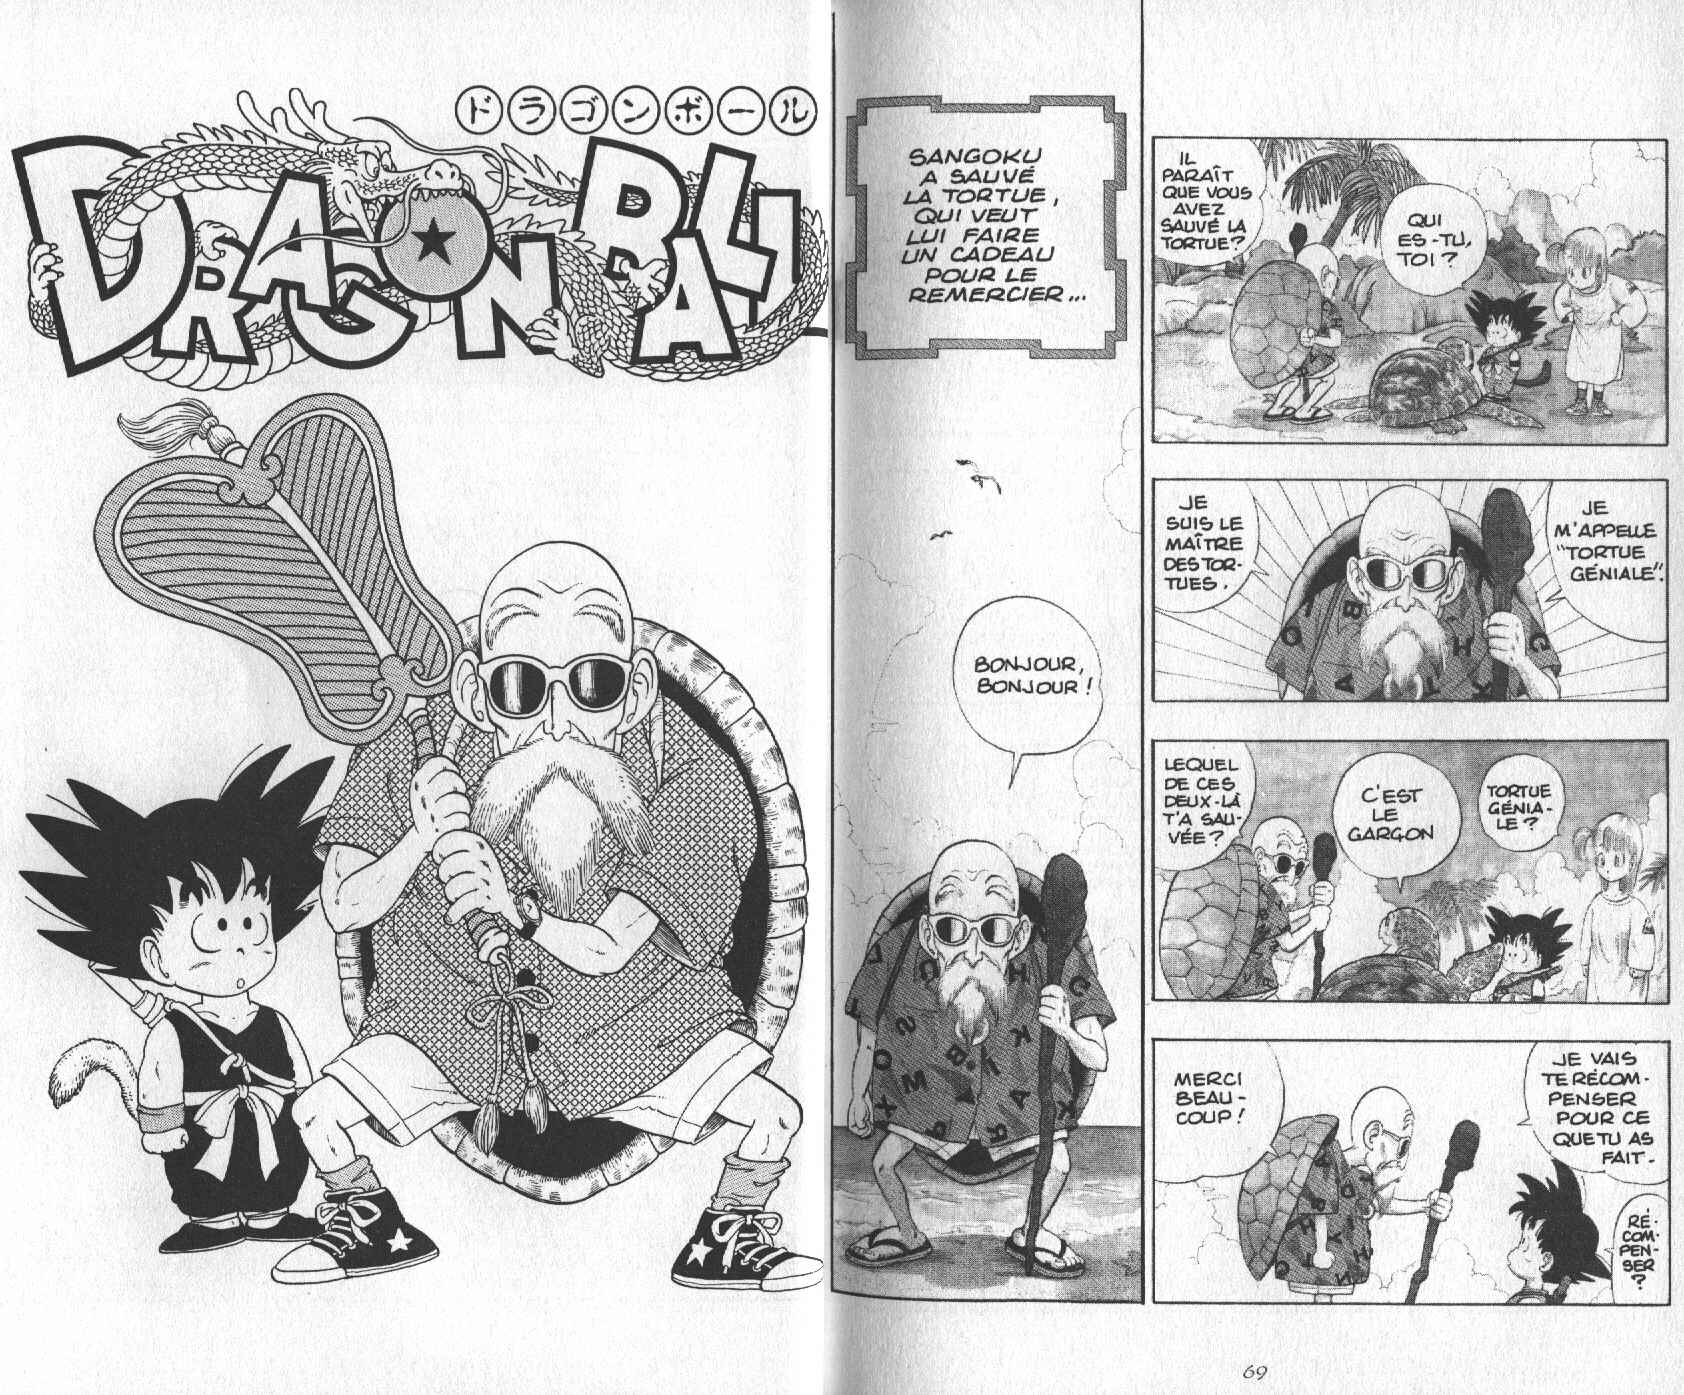 ドラゴンボール
DRAGON BALL
SANGOKU
A SAUVÉ
LA TORTUE,
QUI VEUT
LUI FAIRE
UN CADEAU
POUR LE
REMERCIER...
BONJOUR,
BONJOUR !
IL
PARAÎT
QUE VOUS
AVEZ
SAUVÉ LA
TORTUE ?
QUI
ES-TU,
TOI ?
JE
SUIS LE
MAÎTRE
DES TOR-
TUES.
JE
M'APPELLE
"TORTUE
GÉNIALE".
LEQUEL
DE CES
DEUX-LÀ
T'A SAU-
VÉE ?
C'EST
LE
GARGON
TORTUE
GÉNIA-
LE ?
MERCI
BEAU-
COUP !
JE VAIS
TE RÉCOM-
PENSER
POUR CE
QUE TU AS
FAIT.
RÉ-
COM-
PEN-
SER
?
69